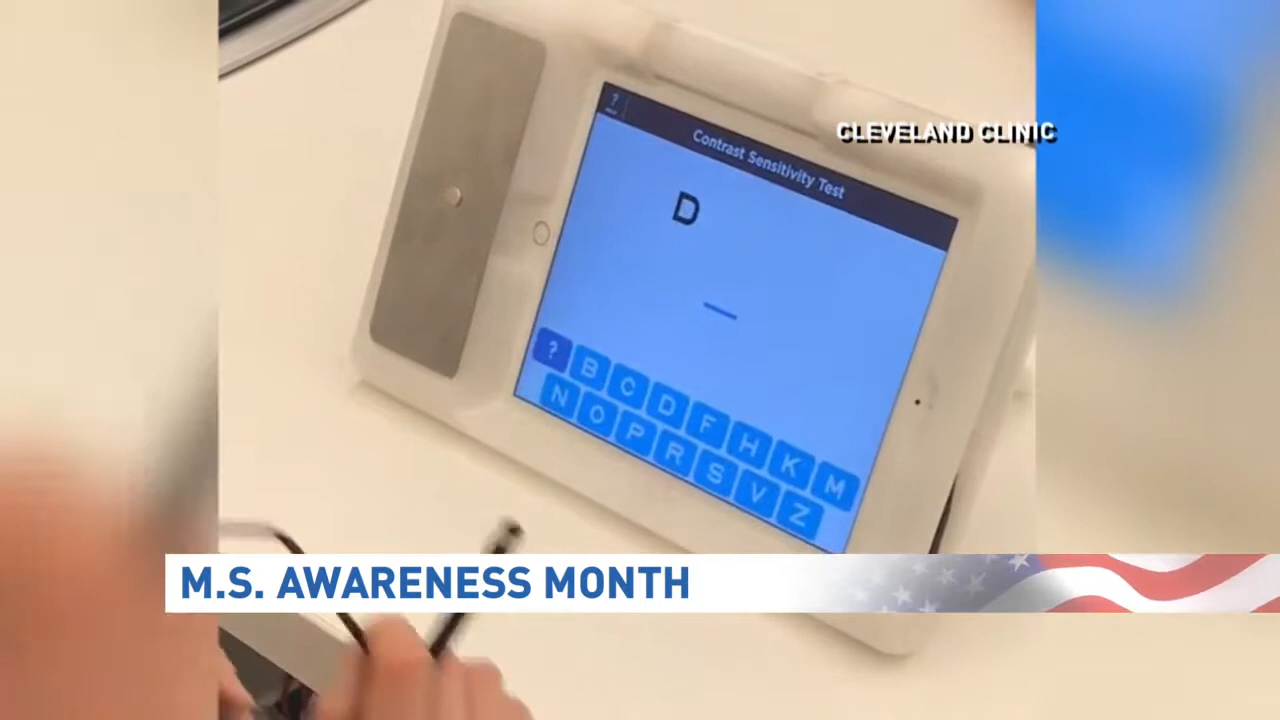 CLEVELAND CLINIC
?
Contrast Sensitivity Test
D
? B C D F H K M
N O P R S V Z
M.S. AWARENESS MONTH